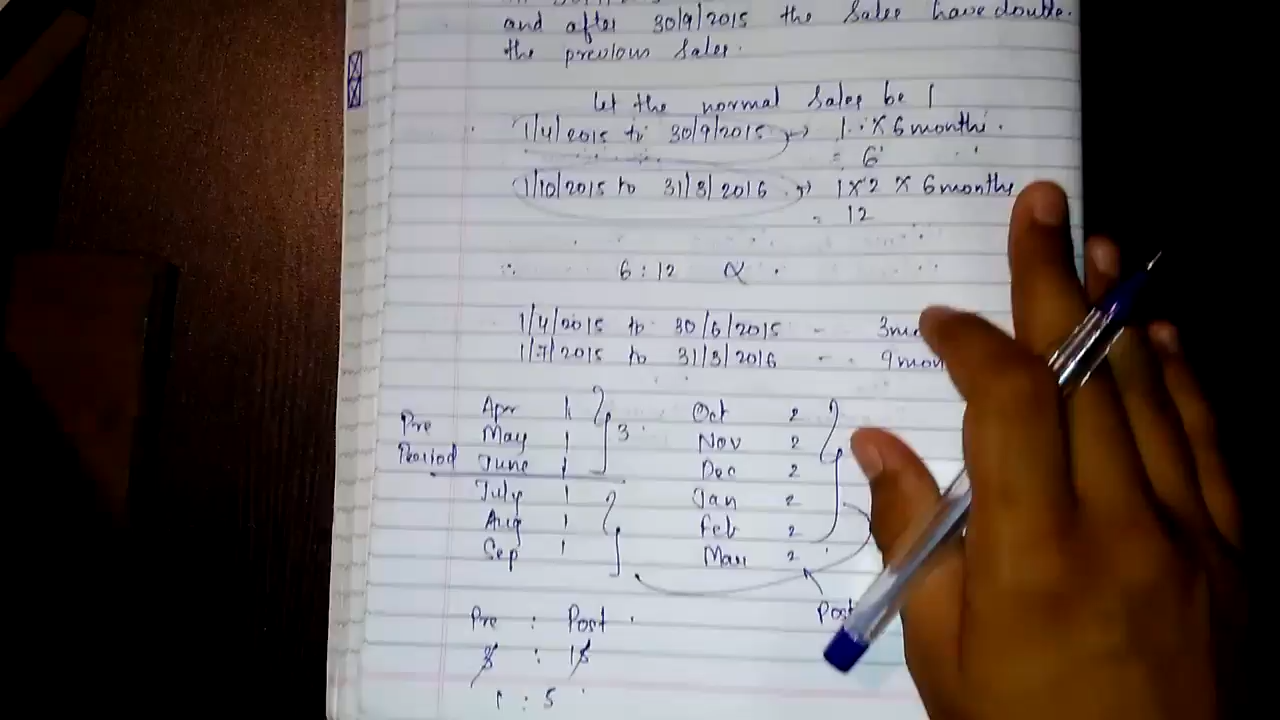 and after 30/9/2015 the sales have double.
the previous sales.
let the normal sales be 1
1/4/2015 to 30/9/2015 → 1 × 6 months.
= 6
1/10/2015 to 31/3/2016 → 1 × 2 × 6 months
= 12
∴ 6 : 12
1/4/2015 to 30/6/2015 - 3
1/7/2015 to 31/3/2016 - 9
Apr 1 Oct 2
Pre May 1 3 Nov 2
Period June 1 Dec 2
July 1 Jan 2
Aug 1 Feb 2
Sep 1 Mar 2
Pre : Post Post
3 : 15
1 : 5